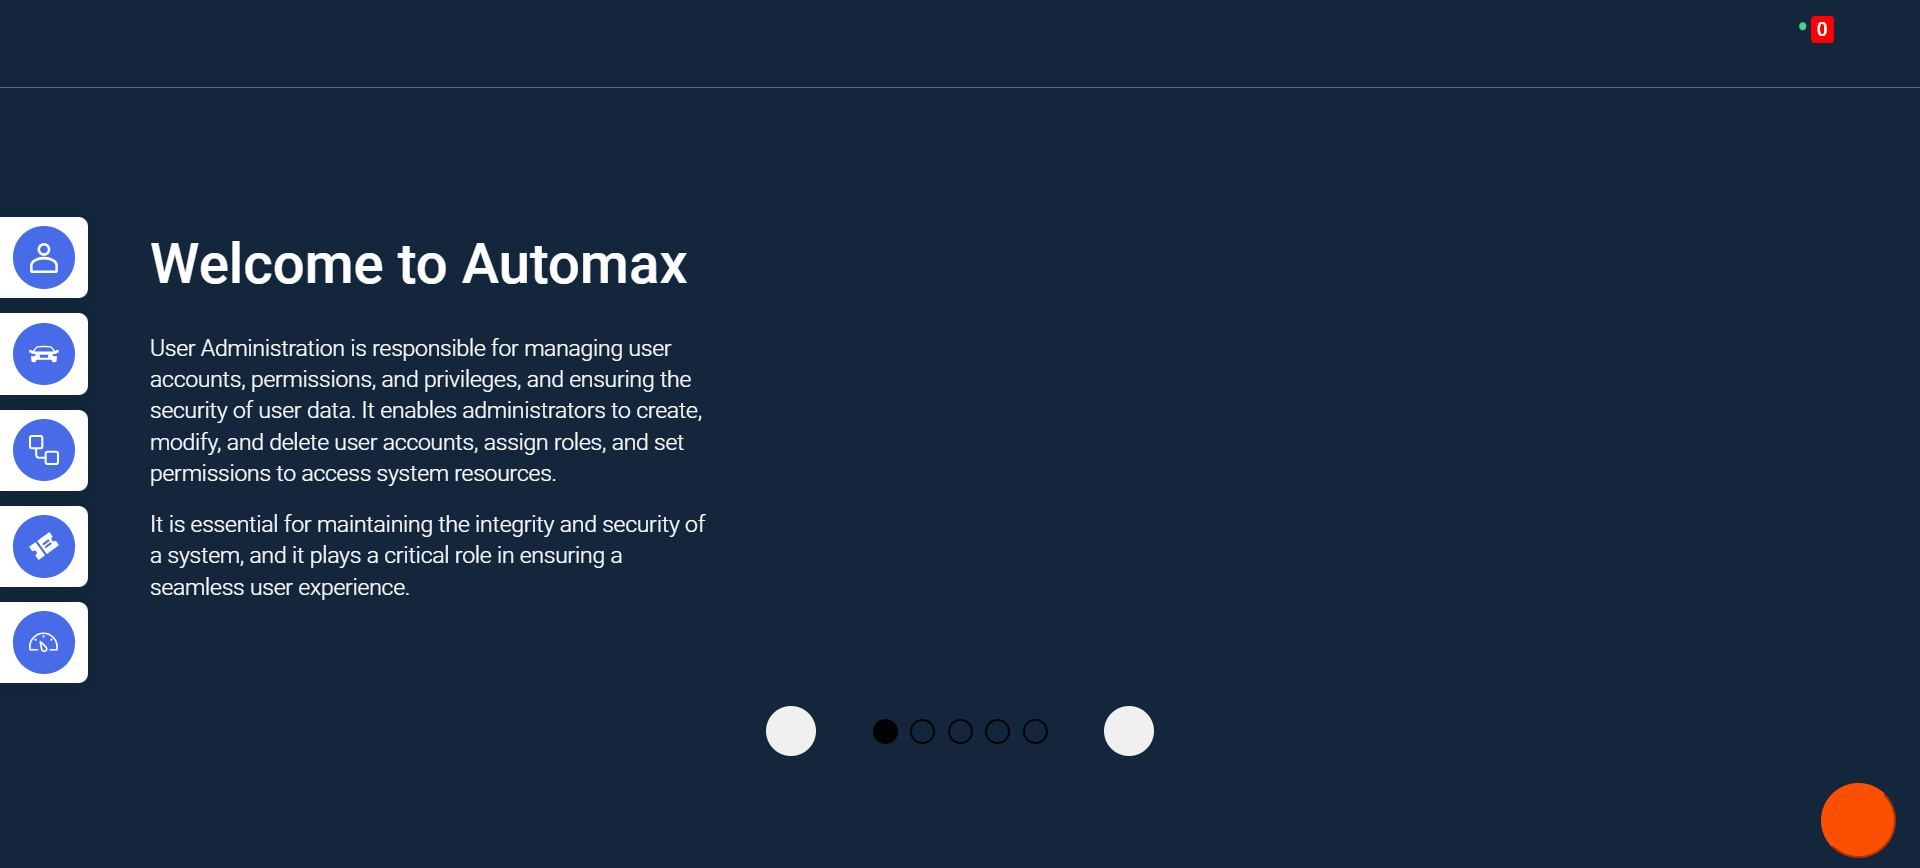 0
Welcome to Automax
User Administration is responsible for managing user
accounts, permissions, and privileges, and ensuring the
security of user data. It enables administrators to create,
modify, and delete user accounts, assign roles, and set
permissions to access system resources.
It is essential for maintaining the integrity and security of
a system, and it plays a critical role in ensuring a
seamless user experience.